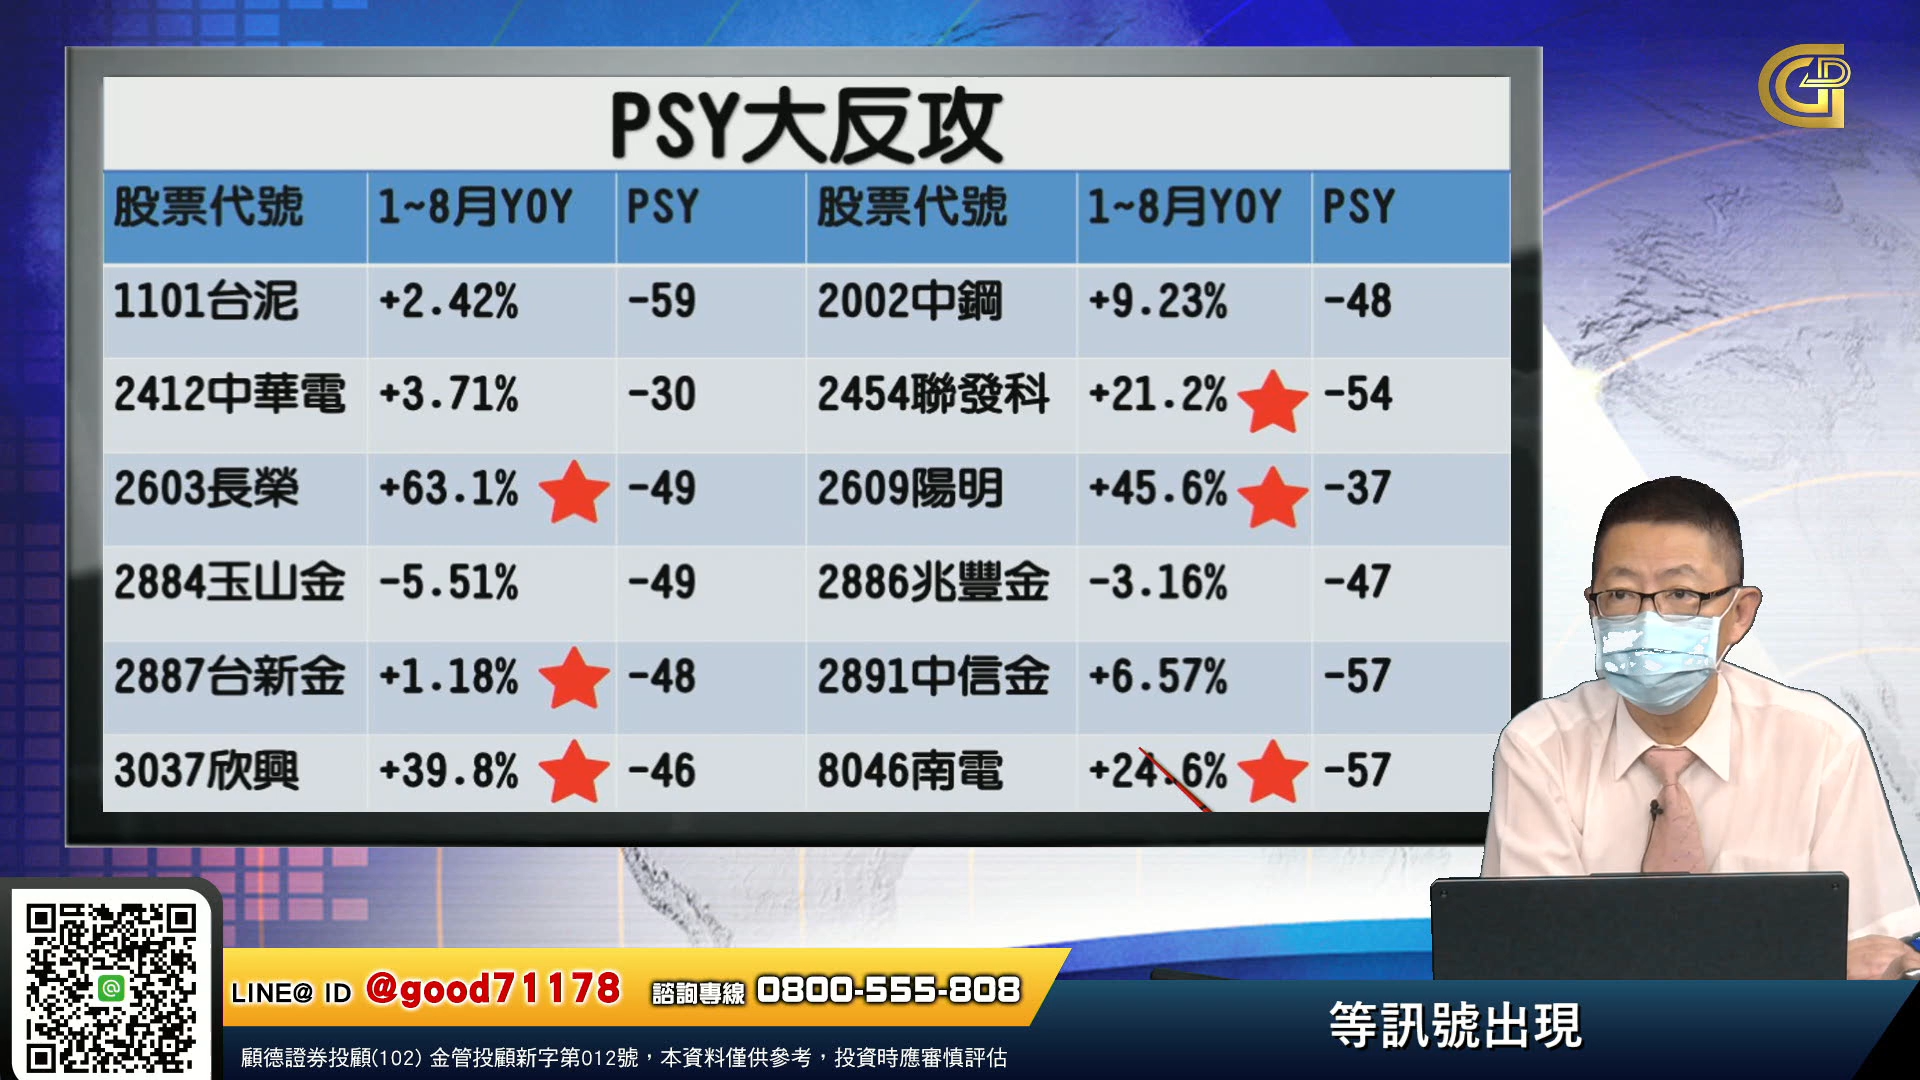 PSY大反攻
股票代號 1~8月YOY PSY 股票代號 1~8月YOY PSY
1101台泥 +2.42% -59 2002中鋼 +9.23% -48
2412中華電 +3.71% -30 2454聯發科 +21.2% -54
2603長榮 +63.1% -49 2609陽明 +45.6% -37
2884玉山金 -5.51% -49 2886兆豐金 -3.16% -47
2887台新金 +1.18% -48 2891中信金 +6.57% -57
3037欣興 +39.8% -46 8046南電 +24.6% -57
LINE@ ID @good71178 諮詢專線 0800-555-808
等訊號出現
顧德證券投顧(102) 金管投顧新字第012號，本資料僅供參考，投資時應審慎評估